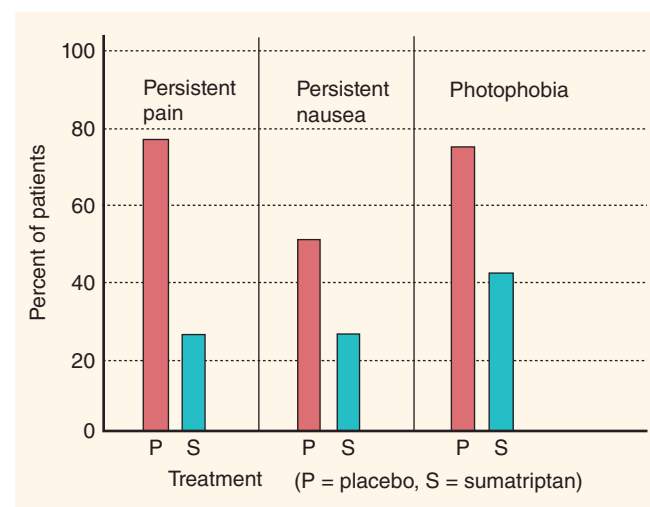 100
80
60
40
20
0
Percent of patients
Persistent
pain
Persistent
nausea
Photophobia
P S
P S
P S
Treatment (P = placebo, S = sumatriptan)